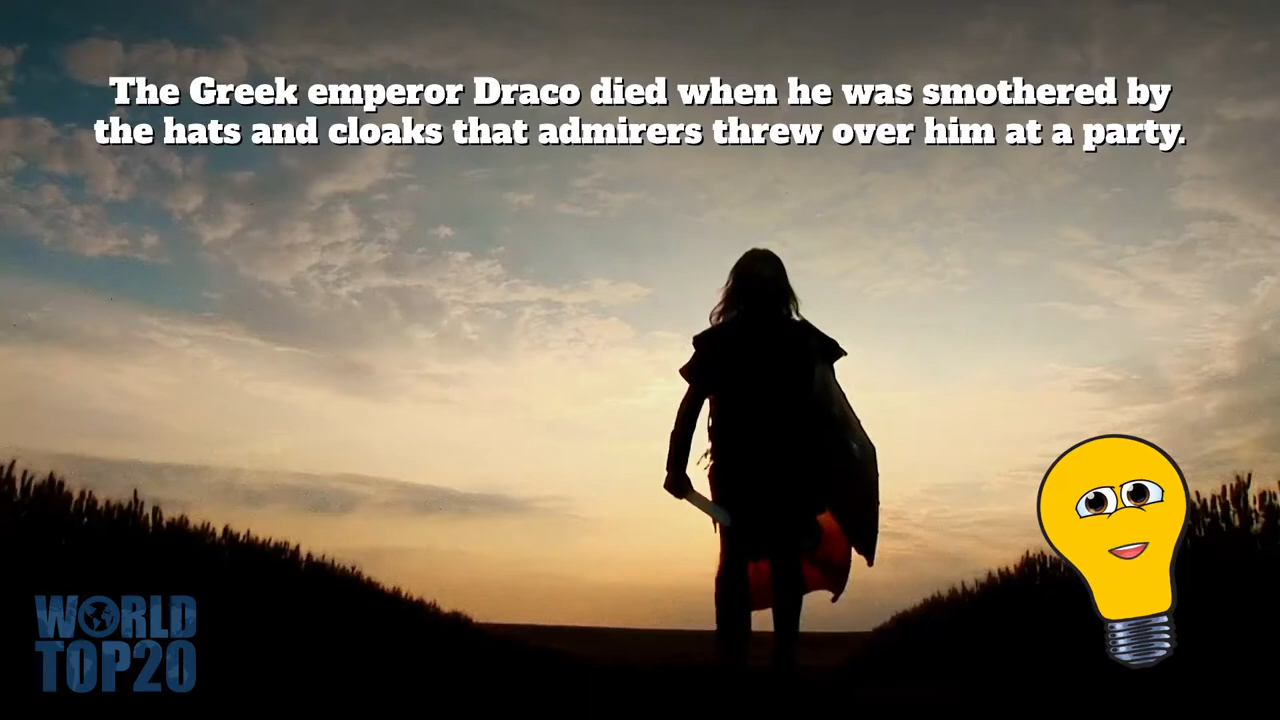 The Greek emperor Draco died when he was smothered by
the hats and cloaks that admirers threw over him at a party.
WORLD
TOP20